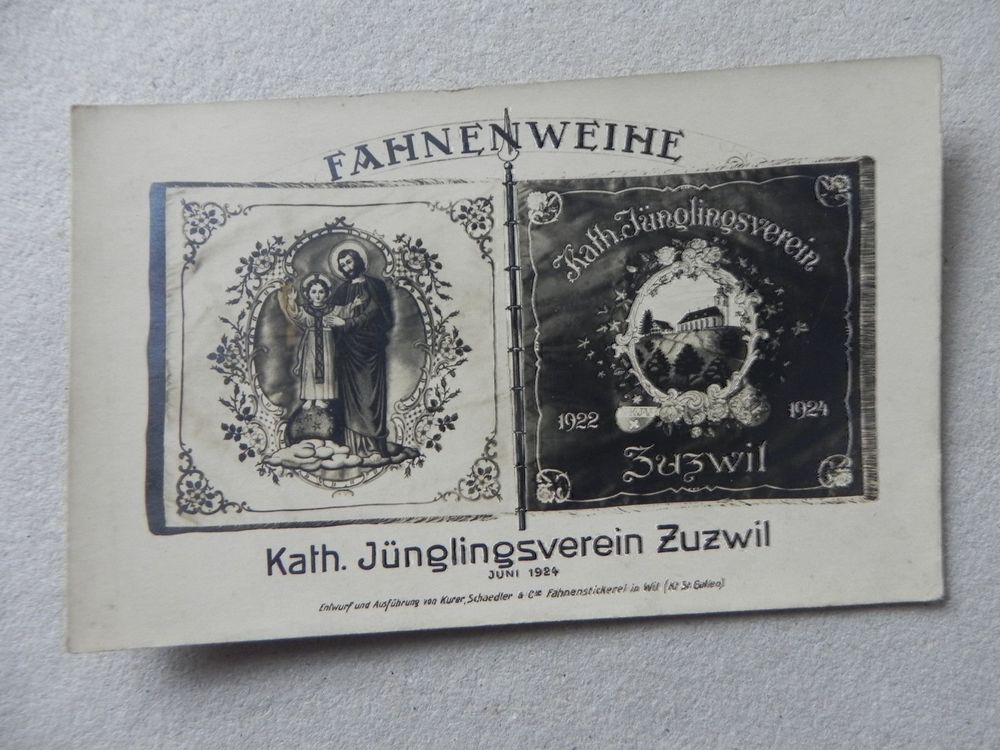 FAHNENWEIHE
Kath. Jünglingsverein
KJV
1922 1924
Zuzwil
Kath. Jünglingsverein Zuzwil
JUNI 1924
Entwurf und Ausführung von Kurer, Schaedler & Cie Fahnenstickerei in Wil (Kt. St. Gallen).